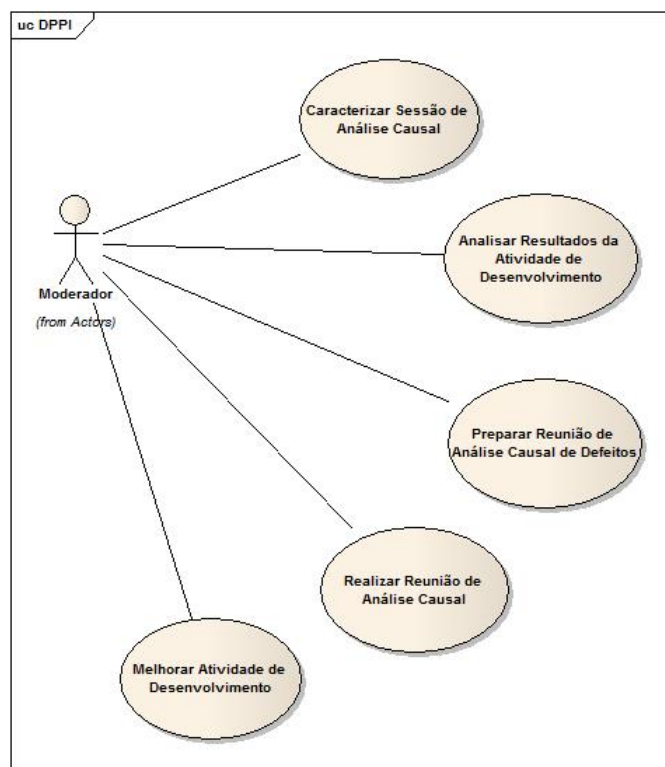 uc DPPI
Caracterizar Sessão de
Análise Causal
Analisar Resultados da
Atividade de
Desenvolvimento
Moderador
(from Actors)
Preparar Reunião de
Análise Causal de Defeitos
Realizar Reunião de
Análise Causal
Melhorar Atividade de
Desenvolvimento